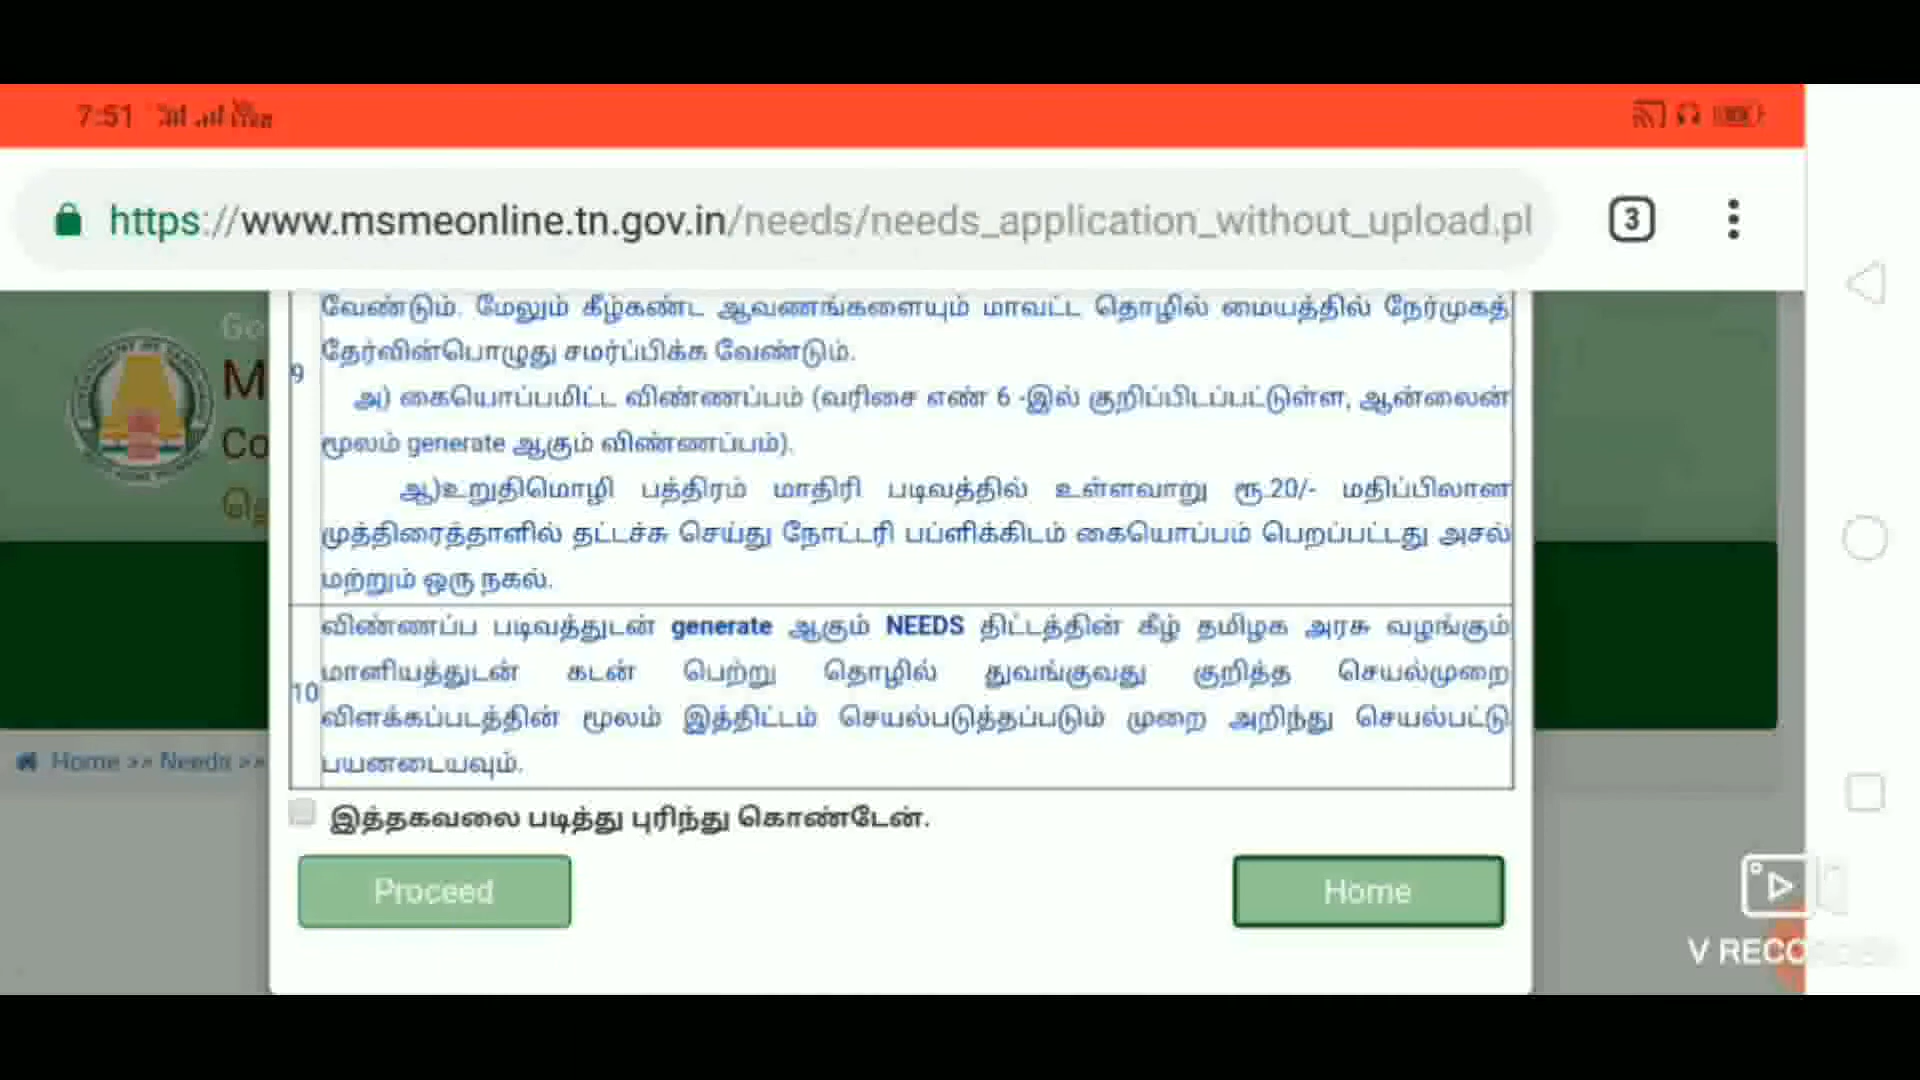 7:51
https://www.msmeonline.tn.gov.in/needs/needs_application_without_upload.pl
3
Go
M
Co
வேண்டும். மேலும் கீழ்கண்ட ஆவணங்களையும் மாவட்ட தொழில் மையத்தில் நேர்முகத்
தேர்வின்பொழுது சமர்ப்பிக்க வேண்டும்.
9
அ) கையொப்பமிட்ட விண்ணப்பம் (வரிசை எண் 6 -இல் குறிப்பிடப்பட்டுள்ள, ஆன்லைன்
மூலம் generate ஆகும் விண்ணப்பம்).
ஆ)உறுதிமொழி பத்திரம் மாதிரி படிவத்தில் உள்ளவாறு ரூ.20/- மதிப்பிலான
முத்திரைத்தாளில் தட்டச்சு செய்து நோட்டரி பப்ளிக்கிடம் கையொப்பம் பெறப்பட்டது அசல்
மற்றும் ஒரு நகல்.
விண்ணப்ப படிவத்துடன் generate ஆகும் NEEDS திட்டத்தின் கீழ் தமிழக அரசு வழங்கும்
மானியத்துடன் கடன் பெற்று தொழில் துவங்குவது குறித்த செயல்முறை
10
விளக்கப்படத்தின் மூலம் இத்திட்டம் செயல்படுத்தப்படும் முறை அறிந்து செயல்பட்டு
பயனடையவும்.
Home >> Needs >>
இத்தகவலை படித்து புரிந்து கொண்டேன்.
Proceed
Home
V RECORDER